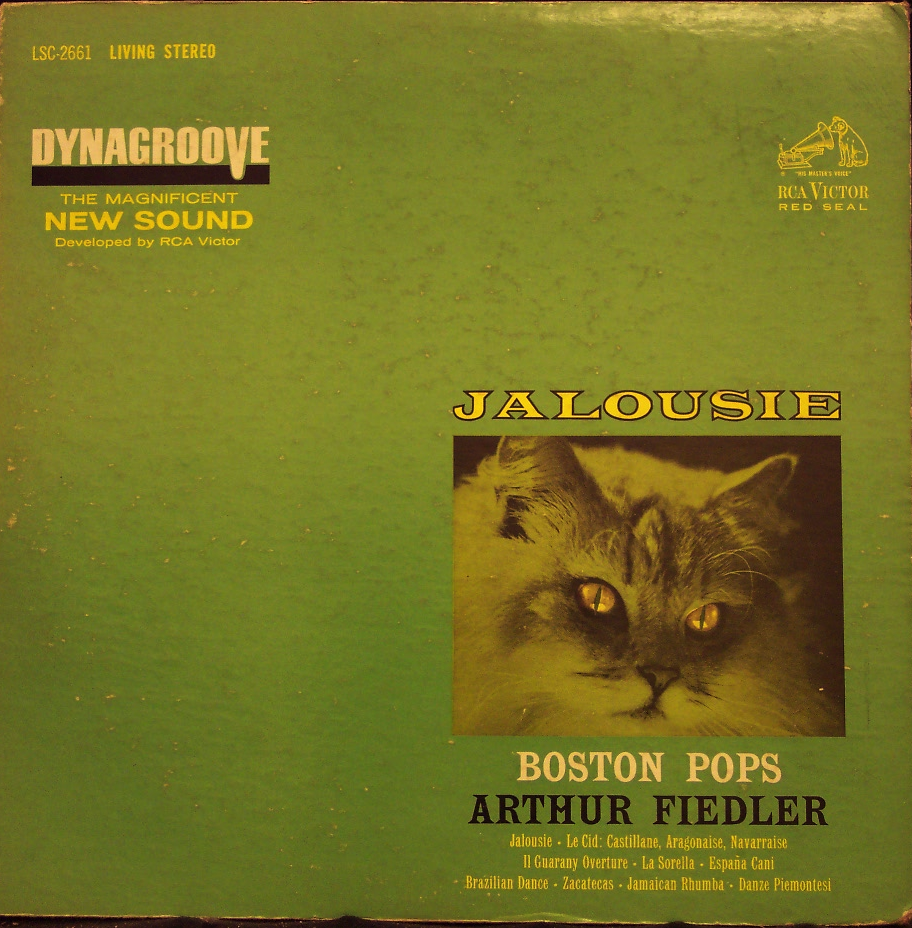 LSC-2661 LIVING STEREO
DYNAGROOVE
THE MAGNIFICENT
NEW SOUND
Developed by RCA Victor
"HIS MASTER'S VOICE"
RCA VICTOR
RED SEAL
JALOUSIE
BOSTON POPS
ARTHUR FIEDLER
Jalousie • Le Cid: Castillane, Aragonaise, Navarraise
Il Guarany Overture • La Sorella • España Cani
Brazilian Dance • Zacatecas • Jamaican Rhumba • Danze Piemontesi